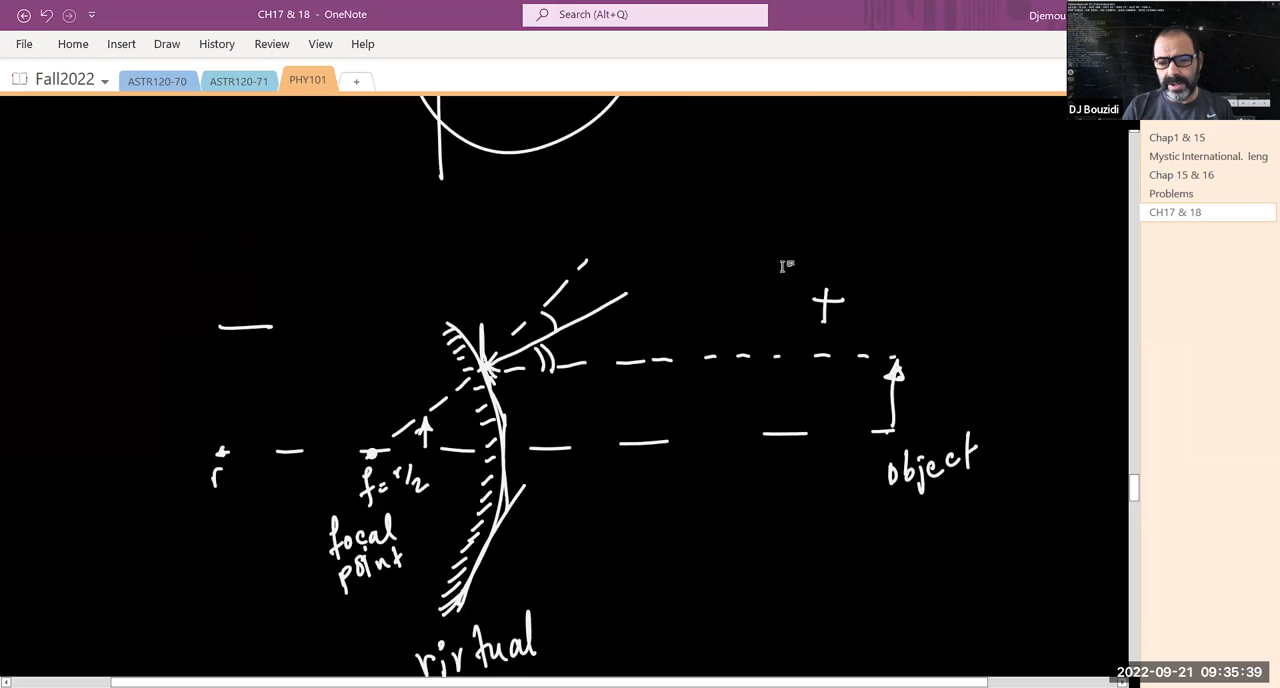 CH17 & 18 - OneNote
Search (Alt+Q)
Djemou
File Home Insert Draw History Review View Help
Fall2022 ASTR120-70 ASTR120-71 PHY101 +
DJ Bouzidi
Chap1 & 15
Mystic International. leng
Chap 15 & 16
Problems
CH17 & 18
—
+
r
f = r/2
focal
point
object
virtual
2022-09-21 09:35:39